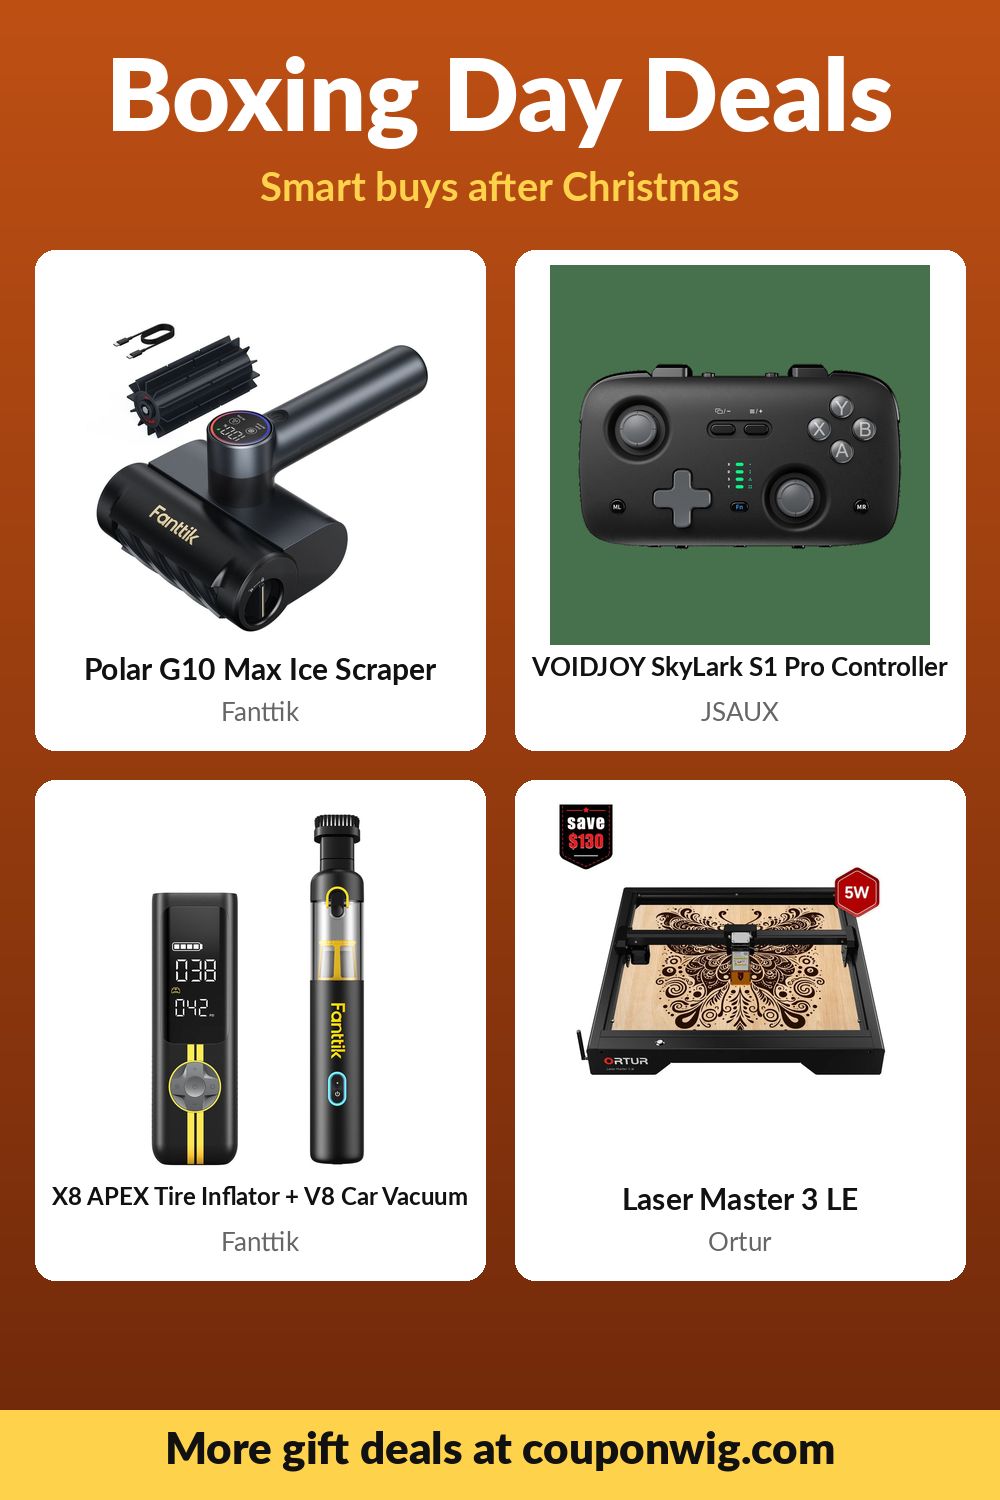 Boxing Day Deals
Smart buys after Christmas
Fanttik
Polar G10 Max Ice Scraper
Fanttik
Y
X
B
A
ML
Fn
MR
VOIDJOY SkyLark S1 Pro Controller
JSAUX
038
042
Fanttik
X8 APEX Tire Inflator + V8 Car Vacuum
Fanttik
save
$130
5W
ORTUR
Laser Master 3 LE
Ortur
More gift deals at couponwig.com